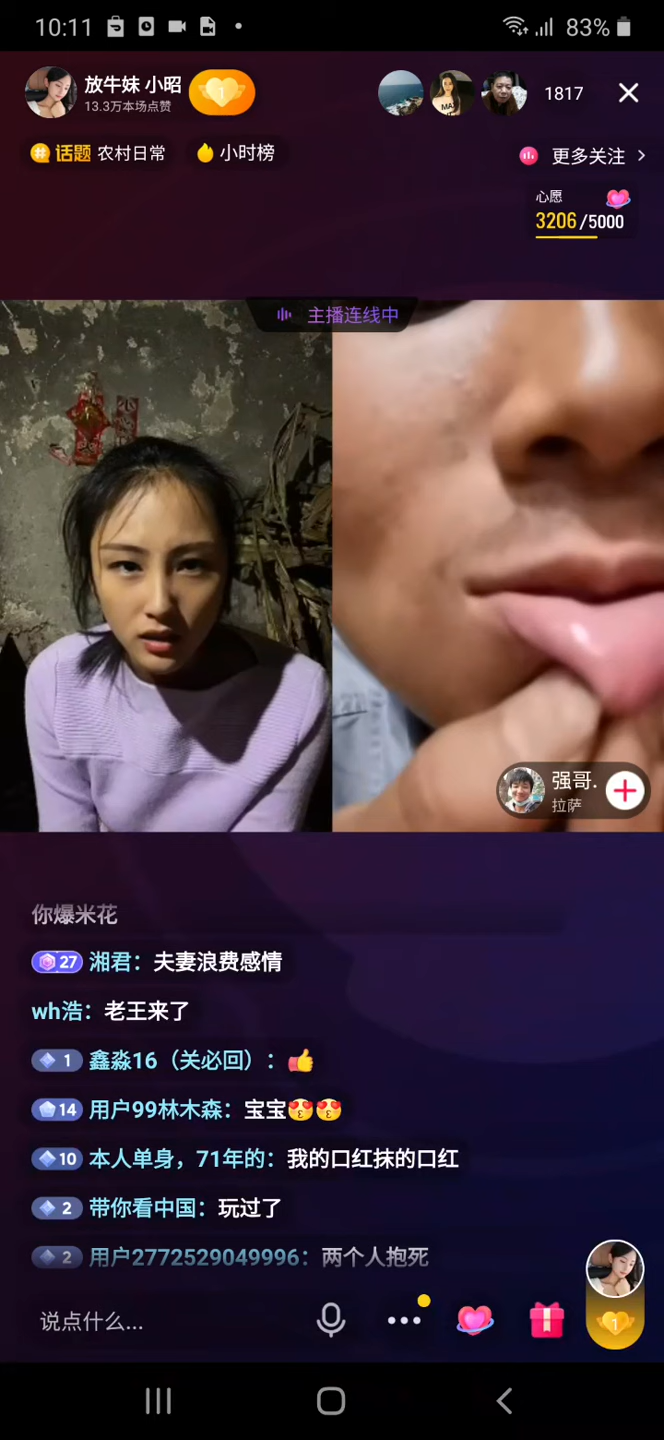 10:11
83%
放牛妹 小昭
13.3万本场点赞
1
MAX
1817
话题 农村日常
小时榜
更多关注
心愿
3206/5000
主播连线中
强哥.
拉萨
你爆米花
27 湘君：夫妻浪费感情
wh浩：老王来了
1 鑫淼16（关必回）：👍
14 用户99林木森：宝宝😍😍
10 本人单身，71年的：我的口红抹的口红
2 带你看中国：玩过了
2 用户2772529049996：两个人抱死
说点什么...
1